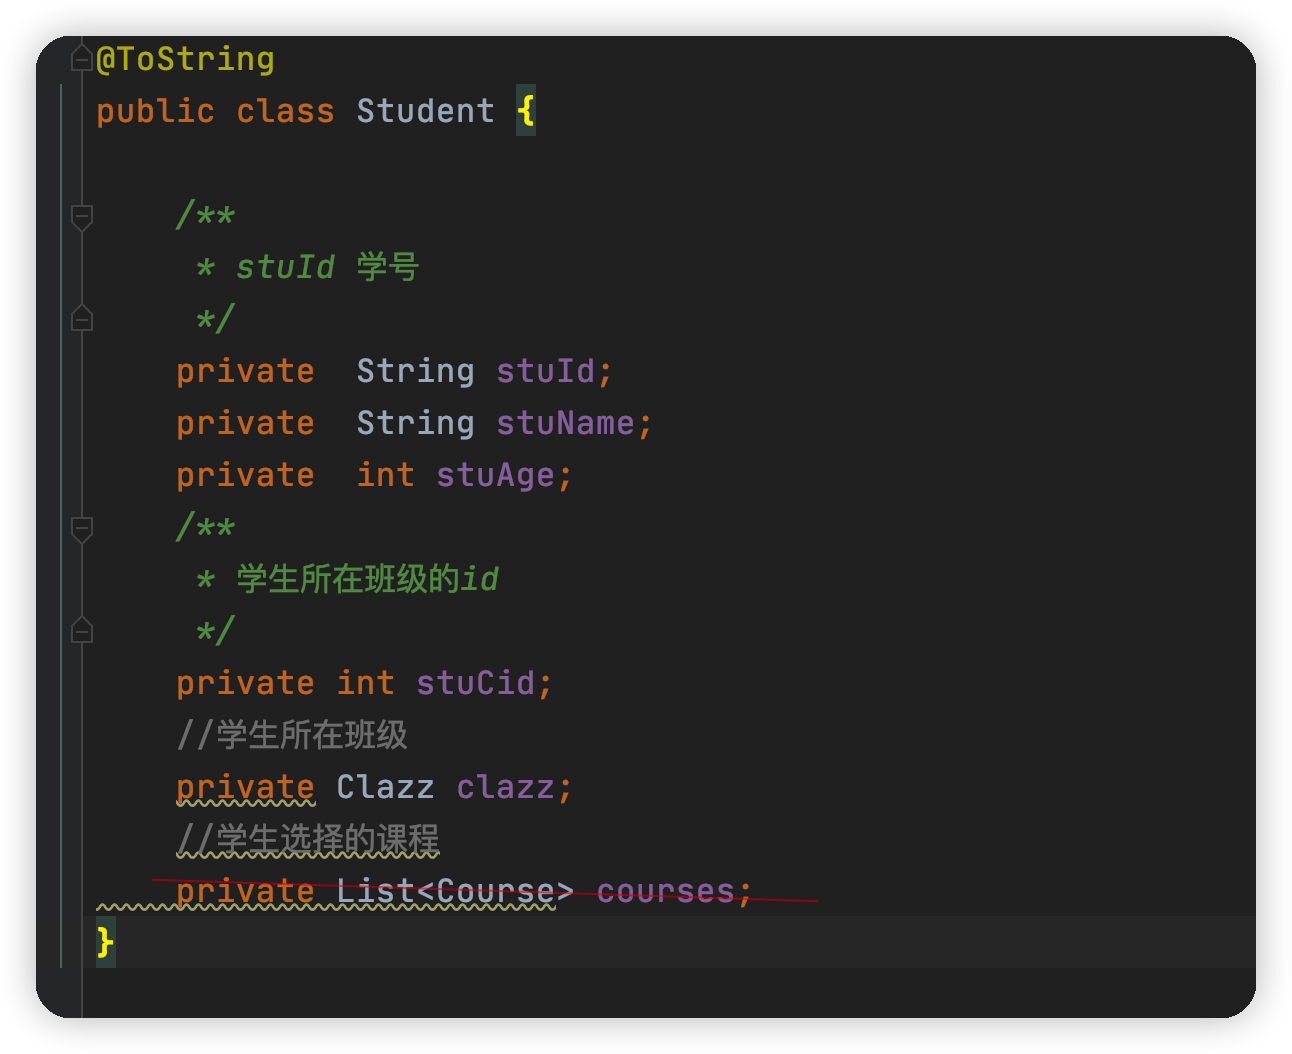 @ToString
public class Student {
/**
* stuId 学号
*/
private  String stuId;
private  String stuName;
private  int stuAge;
/**
* 学生所在班级的id
*/
private int stuCid;
//学生所在班级
private Clazz clazz;
//学生选择的课程
private List<Course> courses;
}